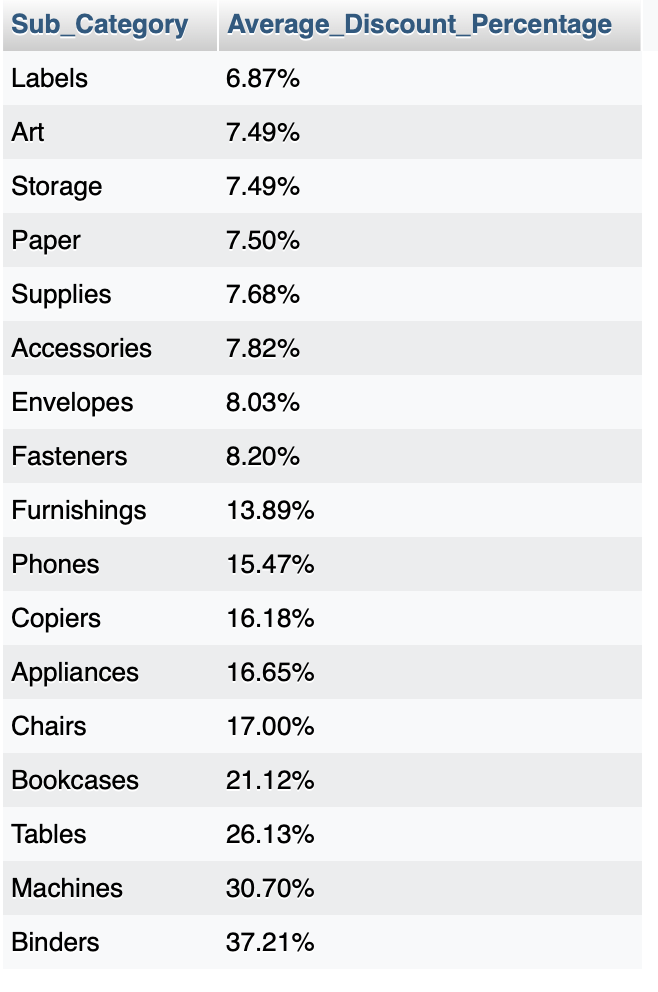 Sub_Category Average_Discount_Percentage
Labels 6.87%
Art 7.49%
Storage 7.49%
Paper 7.50%
Supplies 7.68%
Accessories 7.82%
Envelopes 8.03%
Fasteners 8.20%
Furnishings 13.89%
Phones 15.47%
Copiers 16.18%
Appliances 16.65%
Chairs 17.00%
Bookcases 21.12%
Tables 26.13%
Machines 30.70%
Binders 37.21%